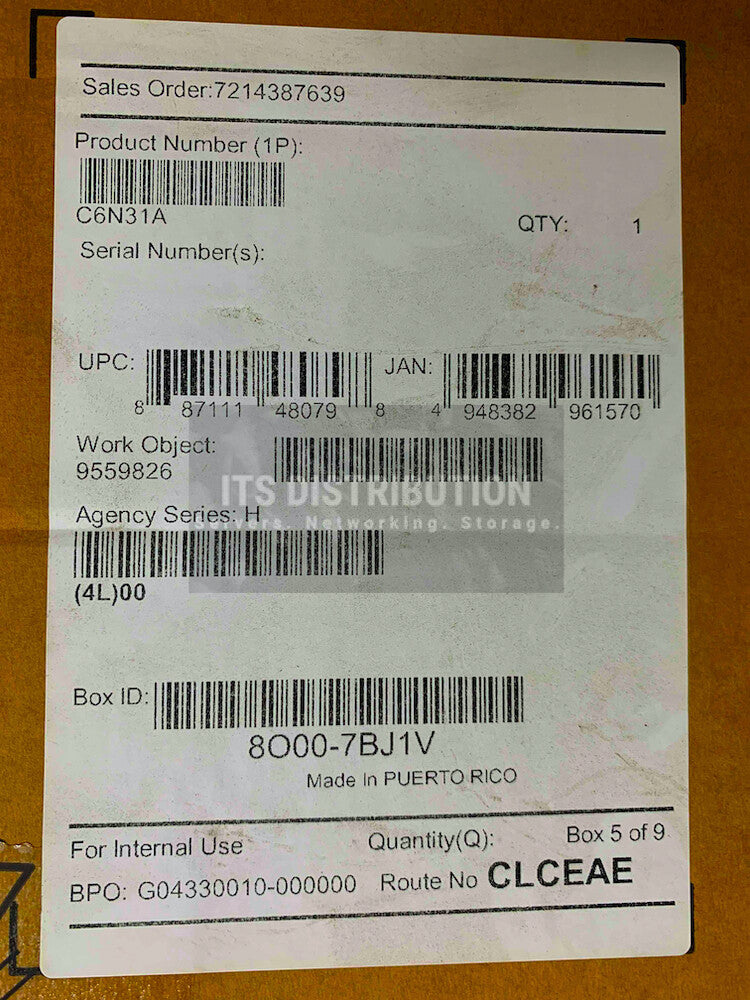 Sales Order:7214387639
Product Number (1P):
C6N31A
QTY: 1
Serial Number(s):
UPC: JAN:
8 87111 48079 8 4 948382 961570
Work Object:
9559826
ITS DISTRIBUTION
Agency Series: H
Servers. Networking. Storage.
(4L)00
Box ID:
8O00-7BJ1V
Made In PUERTO RICO
For Internal Use Quantity(Q): Box 5 of 9
BPO: G04330010-000000 Route No CLCEAE